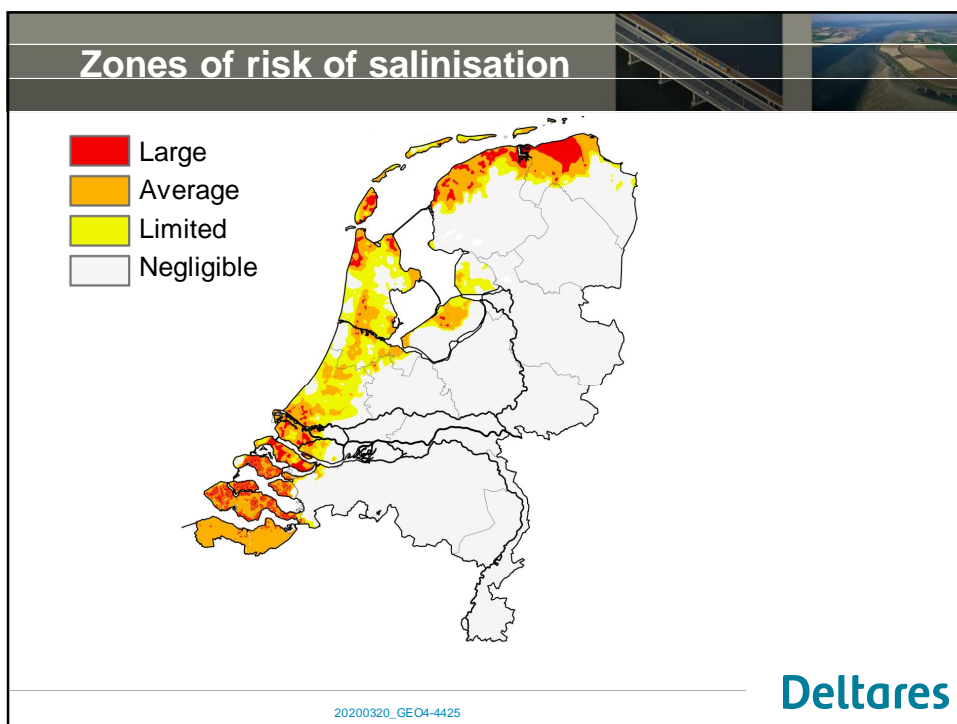 Zones of risk of salinisation
Large
Average
Limited
Negligible
Deltares
20200320_GEO4-4425